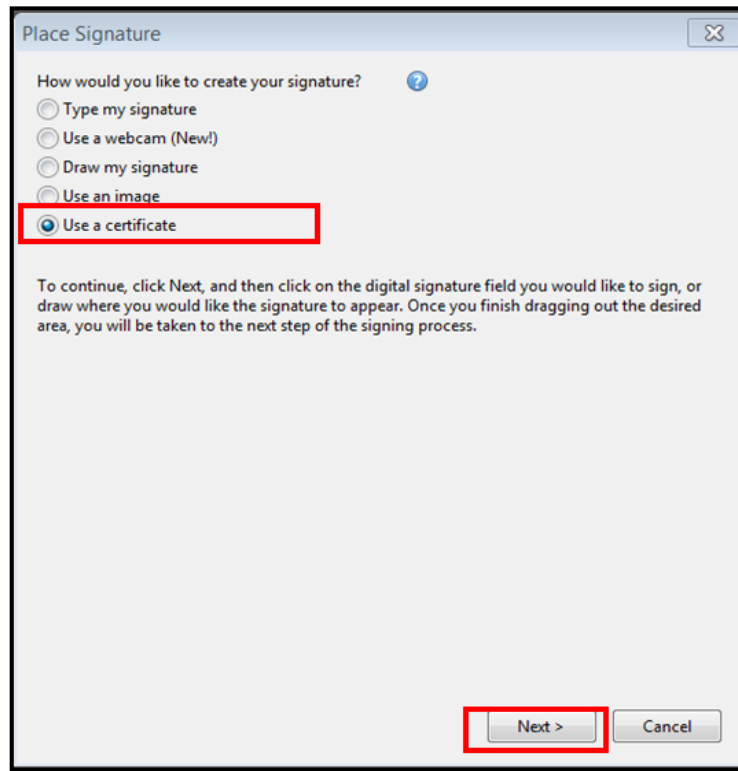 Place Signature
How would you like to create your signature?
Type my signature
Use a webcam (New!)
Draw my signature
Use an image
Use a certificate
To continue, click Next, and then click on the digital signature field you would like to sign, or
draw where you would like the signature to appear. Once you finish dragging out the desired
area, you will be taken to the next step of the signing process.
Next >
Cancel